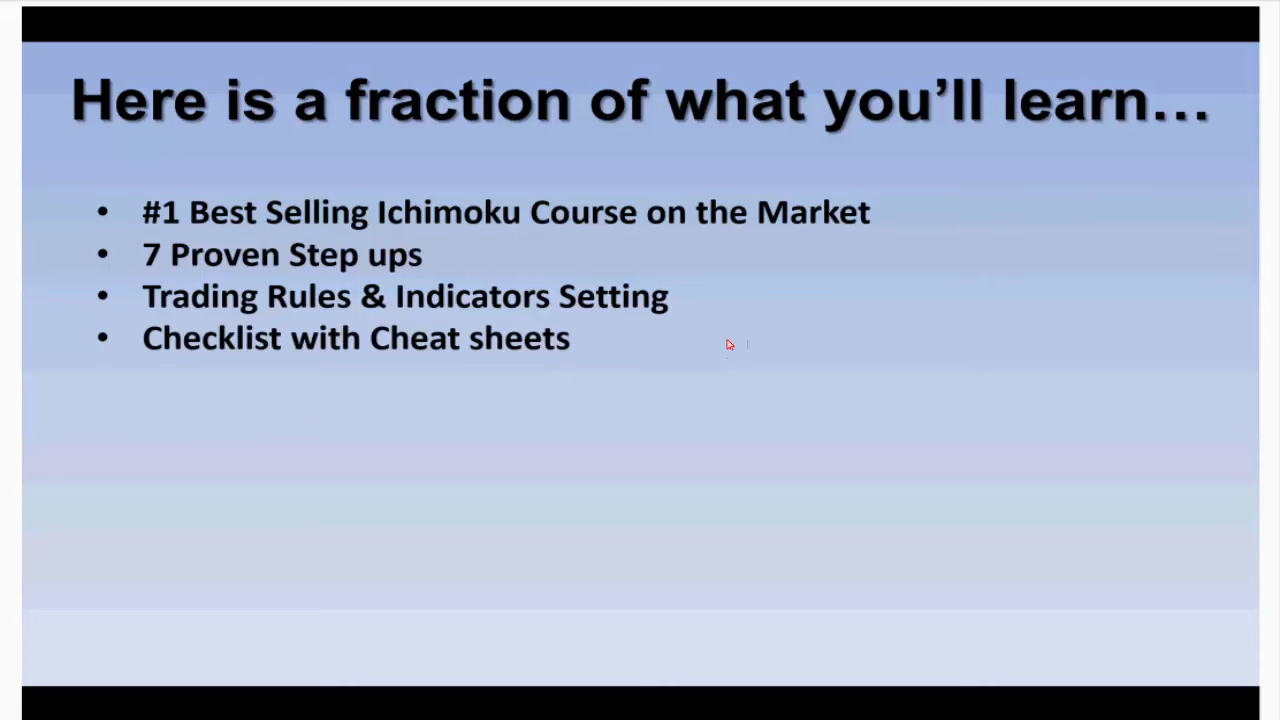 Here is a fraction of what you’ll learn…
• #1 Best Selling Ichimoku Course on the Market
• 7 Proven Step ups
• Trading Rules & Indicators Setting
• Checklist with Cheat sheets